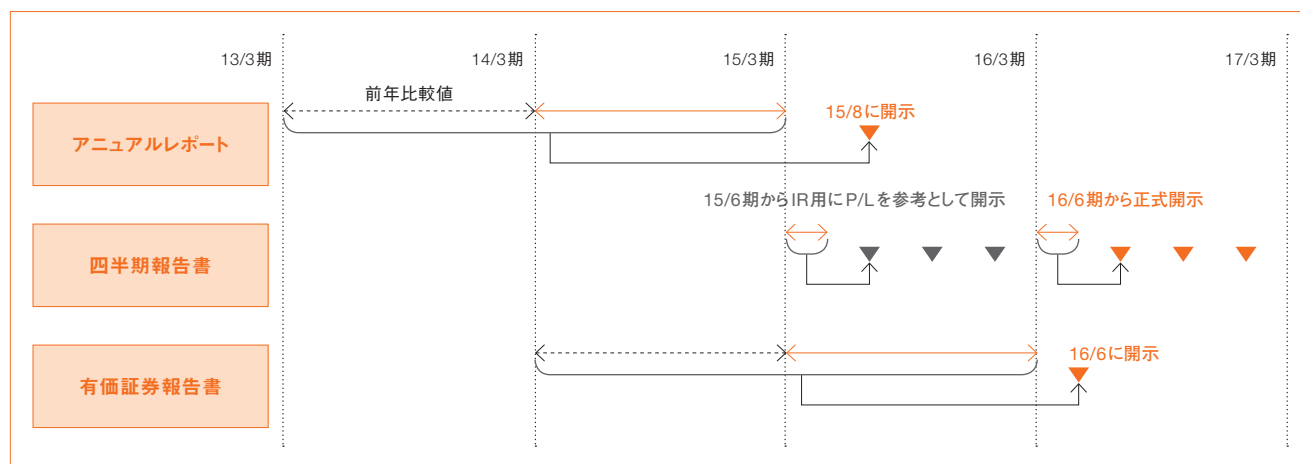 13/3期
14/3期
15/3期
16/3期
17/3期
前年比較値
アニュアルレポート
15/8に開示
15/6期からIR用にP/Lを参考として開示
16/6期から正式開示
四半期報告書
有価証券報告書
16/6に開示